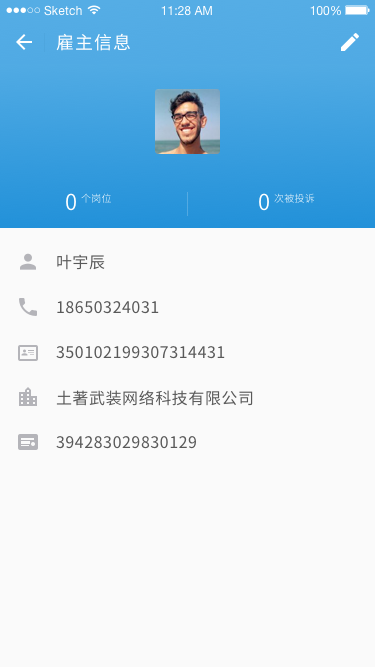 Sketch 11:28 AM 100%
雇主信息
0 个岗位 0 次被投诉
叶宇辰
18650324031
350102199307314431
土著武装网络科技有限公司
394283029830129